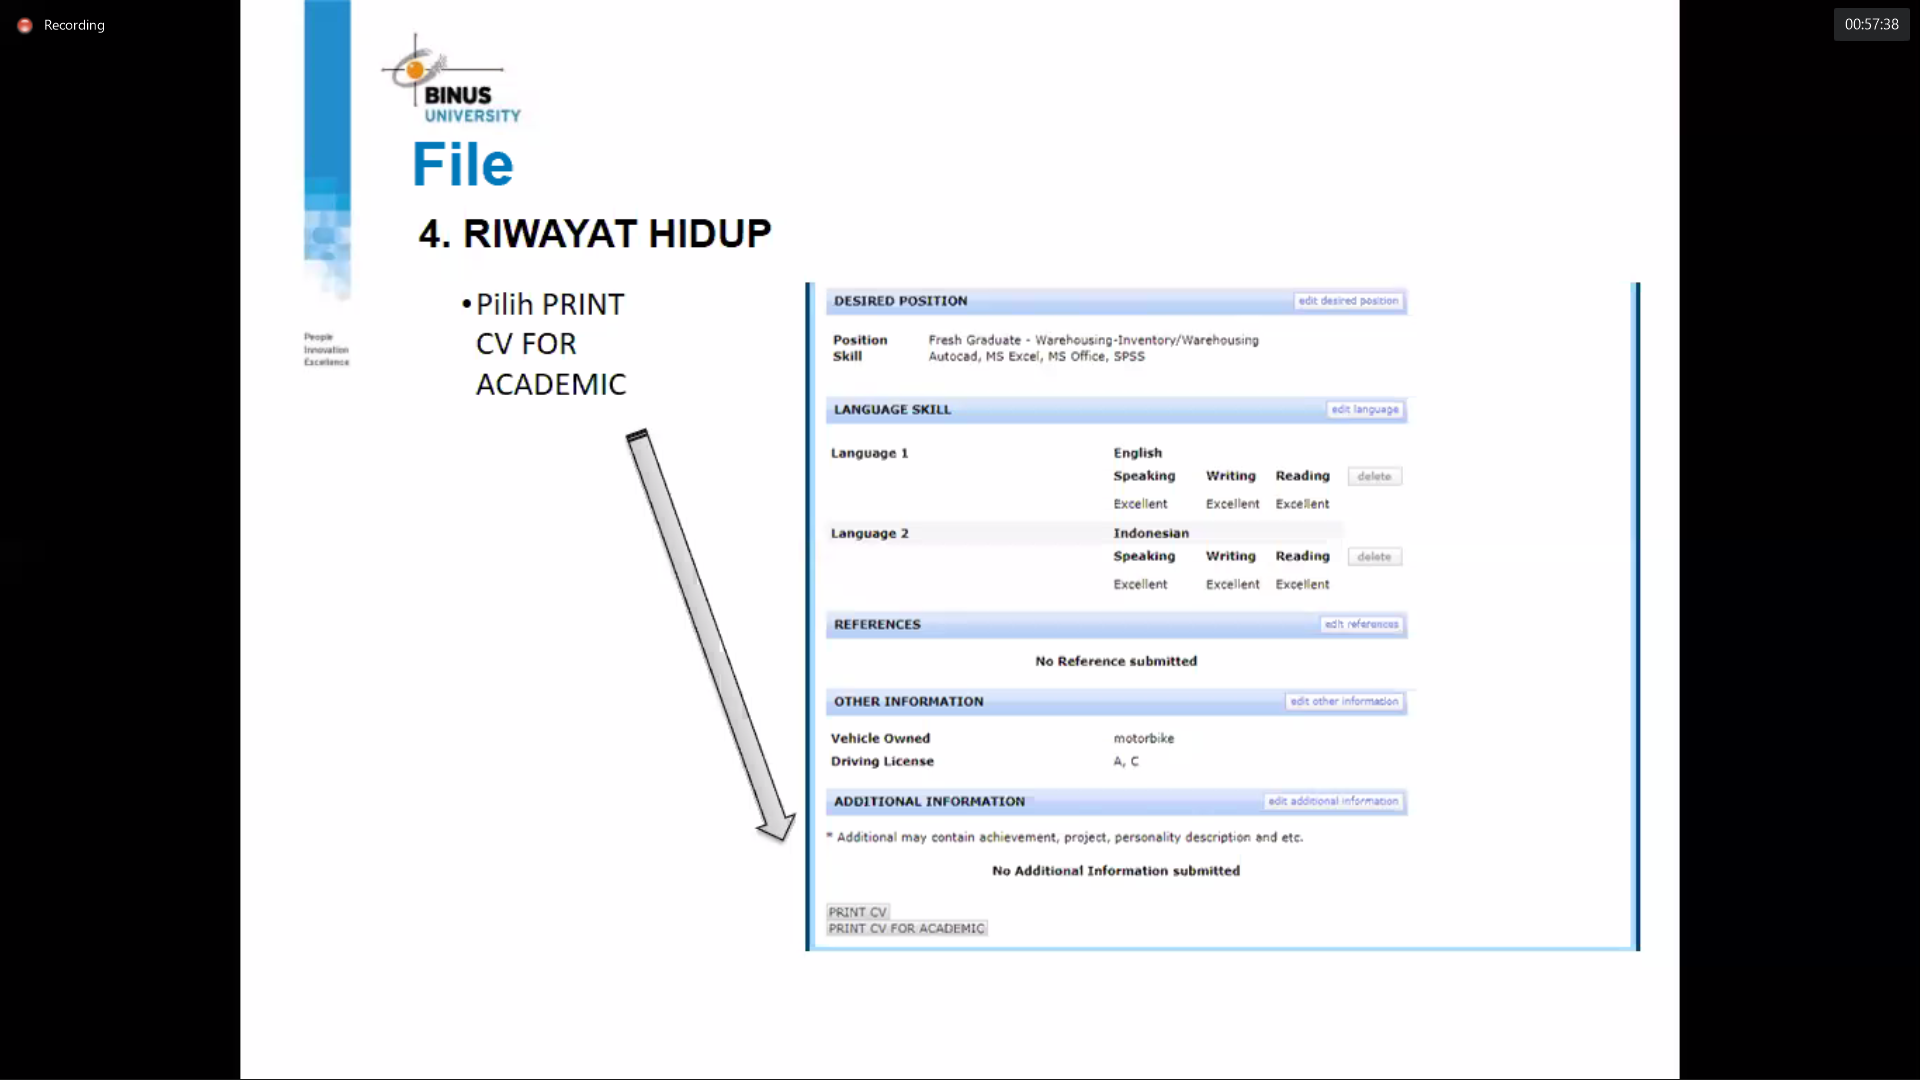 Recording
00:57:38
BINUS
UNIVERSITY
File
4. RIWAYAT HIDUP
•Pilih PRINT
CV FOR
ACADEMIC
People
Innovation
Excellence
DESIRED POSITION edit desired position
Position Fresh Graduate - Warehousing-Inventory/Warehousing
Skill Autocad, MS Excel, MS Office, SPSS
LANGUAGE SKILL edit language
Language 1 English
Speaking Writing Reading delete
Excellent Excellent Excellent
Language 2 Indonesian
Speaking Writing Reading delete
Excellent Excellent Excellent
REFERENCES edit references
No Reference submitted
OTHER INFORMATION edit other information
Vehicle Owned motorbike
Driving License A, C
ADDITIONAL INFORMATION edit additional information
* Additional may contain achievement, project, personality description and etc.
No Additional Information submitted
PRINT CV
PRINT CV FOR ACADEMIC